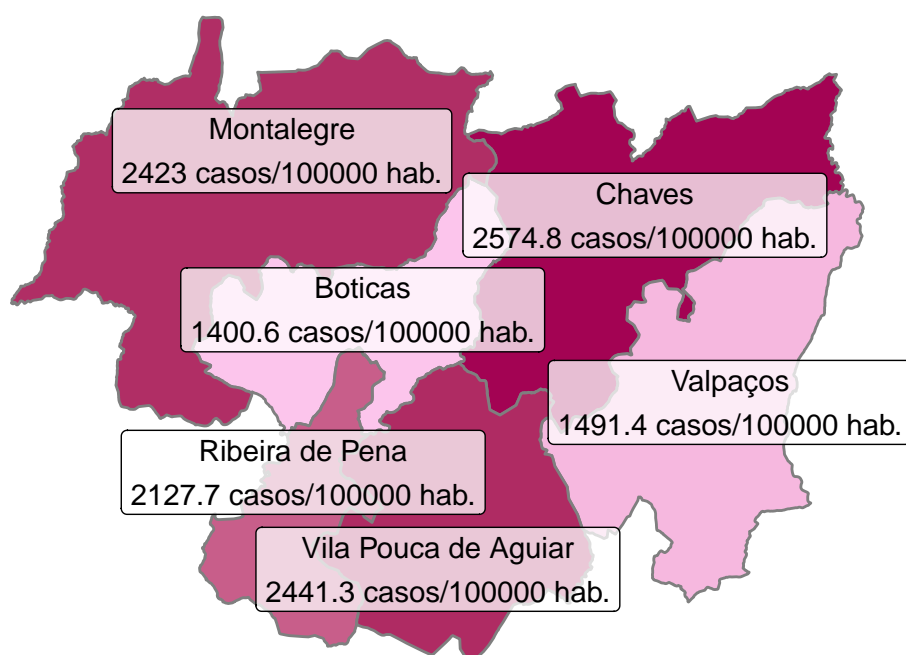 Montalegre
2423 casos/100000 hab.
Chaves
2574.8 casos/100000 hab.
Boticas
1400.6 casos/100000 hab.
Valpaços
1491.4 casos/100000 hab.
Ribeira de Pena
2127.7 casos/100000 hab.
Vila Pouca de Aguiar
2441.3 casos/100000 hab.